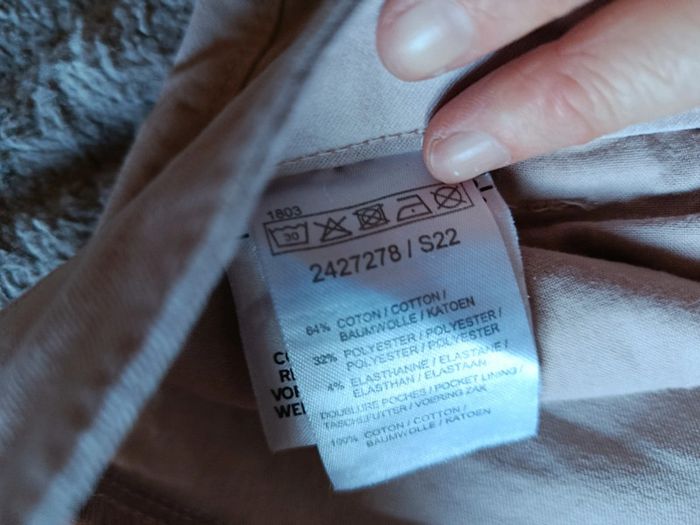 1803
30
2427278 / S22
64% COTON / COTTON /
BAUMWOLLE / KATOEN
32% POLYESTER / POLYESTER /
POLYESTER / POLYESTER
4% ELASTHANNE / ELASTANE /
ELASTHAN / ELASTAAN
DOUBLURE POCHES / POCKET LINING /
TASCHEFUTTER / VOERING ZAK
100% COTON / COTTON /
BAUMWOLLE / KATOEN